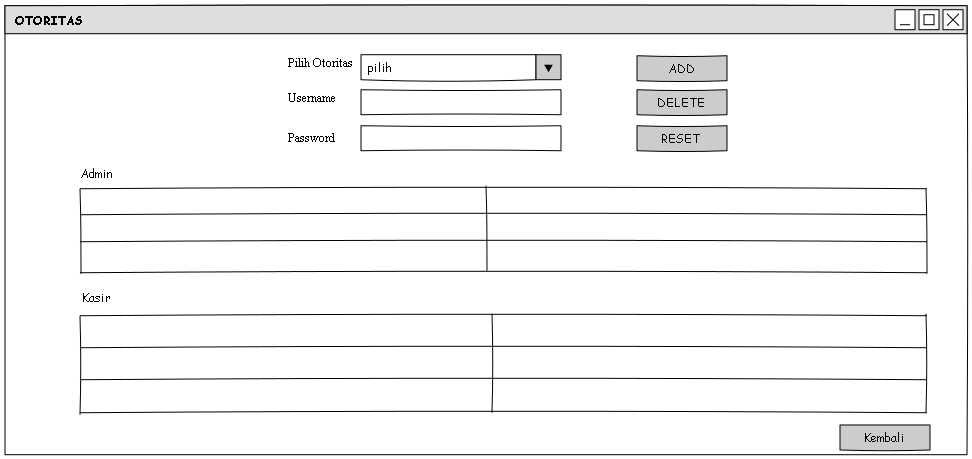 OTORITAS
Pilih Otoritas
pilih
ADD
Username
DELETE
Password
RESET
Admin
Kasir
Kembali